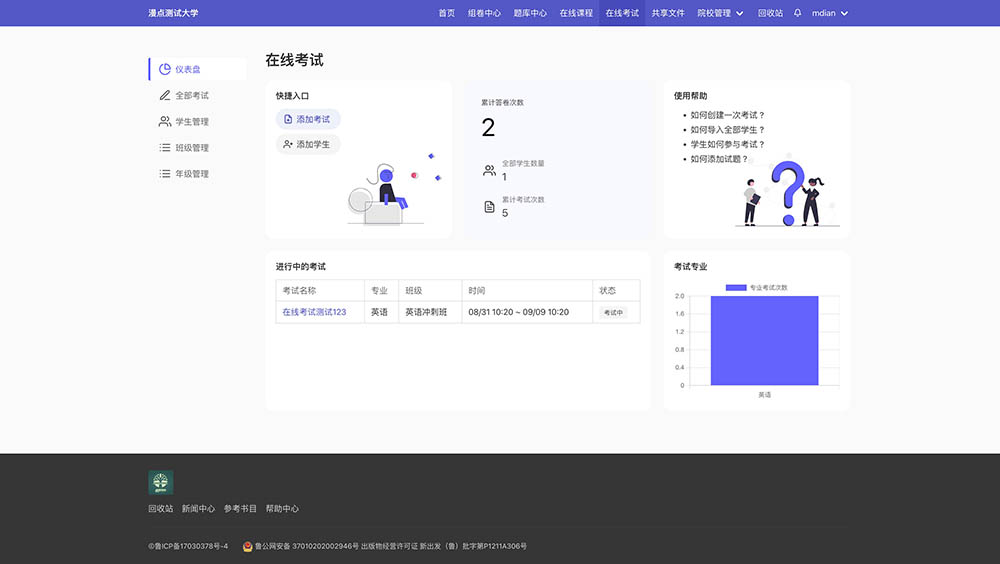 漫点测试大学
首页 组卷中心 题库中心 在线课程 在线考试 共享文件 院校管理 回收站 mdian
仪表盘
全部考试
学生管理
班级管理
年级管理
在线考试
快捷入口
添加考试
添加学生
累计答卷次数
2
全部学生数量
1
累计考试次数
5
使用帮助
如何创建一次考试？
如何导入全部学生？
学生如何参与考试？
如何添加试题？
进行中的考试
考试名称 专业 班级 时间 状态
在线考试测试123 英语 英语冲刺班 08/31 10:20 ~ 09/09 10:20 考试中
考试专业
专业考试次数
2.0
1.6
1.2
0.8
0.4
0
英语
回收站 新闻中心 参考书目 帮助中心
©鲁ICP备17030378号-4 鲁公网安备 37010202002946号 出版物经营许可证 新出发（鲁）批字第P1211A306号